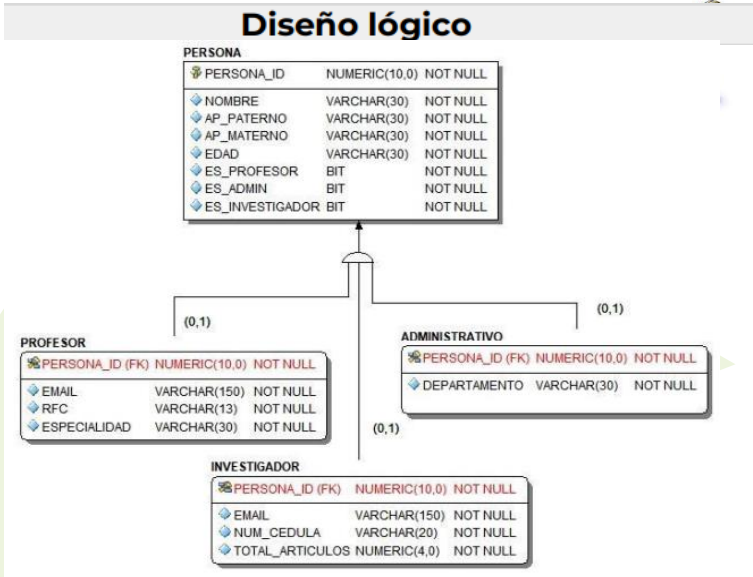 Diseño lógico
PERSONA
PERSONA_ID NUMERIC(10,0) NOT NULL
NOMBRE VARCHAR(30) NOT NULL
AP_PATERNO VARCHAR(30) NOT NULL
AP_MATERNO VARCHAR(30) NOT NULL
EDAD VARCHAR(30) NOT NULL
ES_PROFESOR BIT NOT NULL
ES_ADMIN BIT NOT NULL
ES_INVESTIGADOR BIT NOT NULL
(0,1)
PROFESOR
PERSONA_ID (FK) NUMERIC(10,0) NOT NULL
EMAIL VARCHAR(150) NOT NULL
RFC VARCHAR(13) NOT NULL
ESPECIALIDAD VARCHAR(30) NOT NULL
(0,1)
ADMINISTRATIVO
PERSONA_ID (FK) NUMERIC(10,0) NOT NULL
DEPARTAMENTO VARCHAR(30) NOT NULL
(0,1)
INVESTIGADOR
PERSONA_ID (FK) NUMERIC(10,0) NOT NULL
EMAIL VARCHAR(150) NOT NULL
NUM_CEDULA VARCHAR(20) NOT NULL
TOTAL_ARTICULOS NUMERIC(4,0) NOT NULL